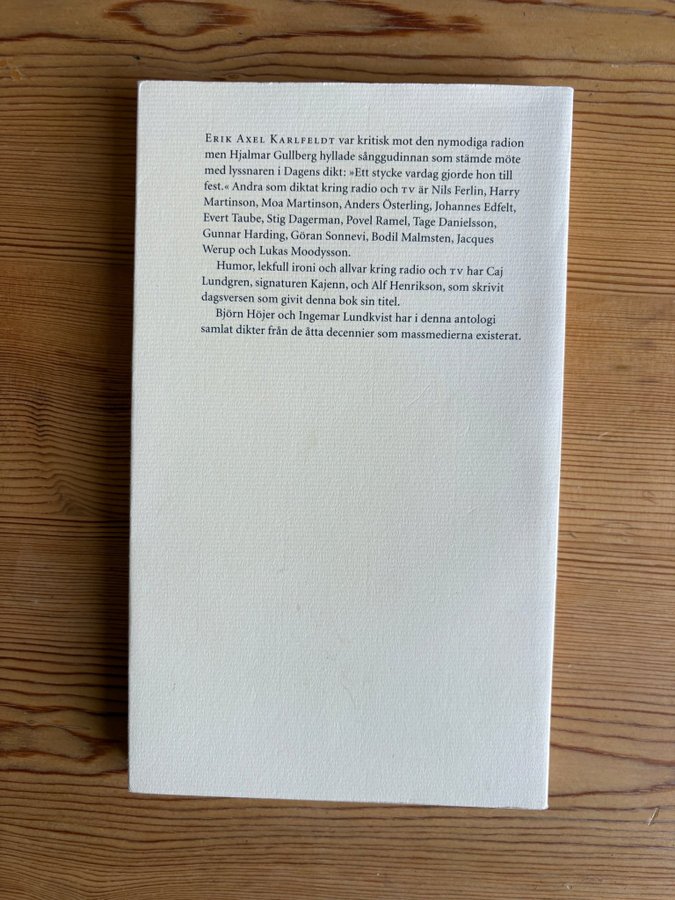 ERIK AXEL KARLFELDT var kritisk mot den nymodiga radion
men Hjalmar Gullberg hyllade sånggudinnan som stämde möte
med lyssnaren i Dagens dikt: »Ett stycke vardag gjorde hon till
fest.« Andra som diktat kring radio och TV är Nils Ferlin, Harry
Martinson, Moa Martinson, Anders Österling, Johannes Edfelt,
Evert Taube, Stig Dagerman, Povel Ramel, Tage Danielsson,
Gunnar Harding, Göran Sonnevi, Bodil Malmsten, Jacques
Werup och Lukas Moodysson.
Humor, lekfull ironi och allvar kring radio och TV har Caj
Lundgren, signaturen Kajenn, och Alf Henrikson, som skrivit
dagsversen som givit denna bok sin titel.
Björn Höjer och Ingemar Lundkvist har i denna antologi
samlat dikter från de åtta decennier som massmedierna existerat.